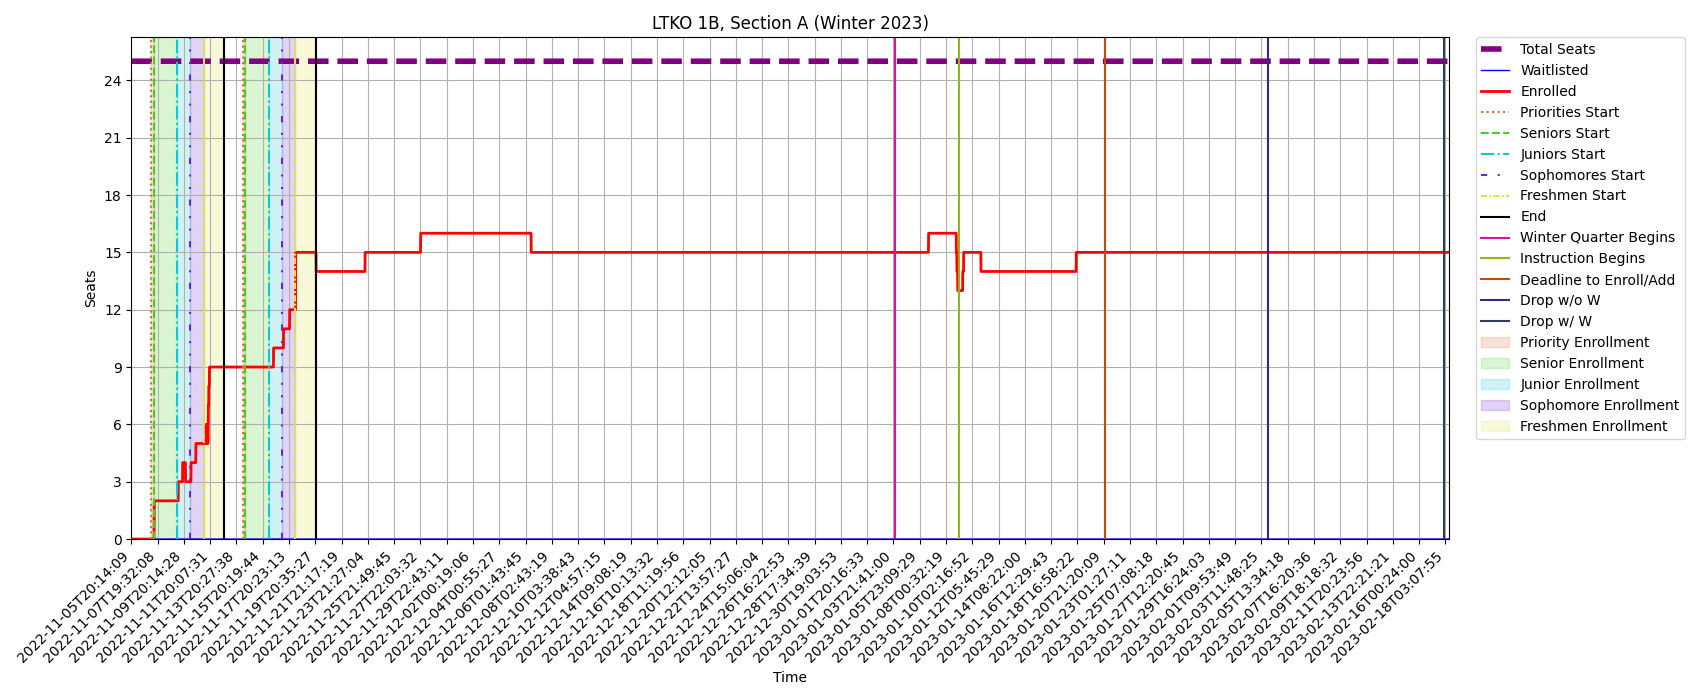 LTKO 1B, Section A (Winter 2023)
Seats
24
21
18
15
12
9
6
3
0
2022-11-05T20:14:09
2022-11-07T19:32:08
2022-11-09T20:14:28
2022-11-11T20:07:31
2022-11-13T20:27:38
2022-11-15T20:19:44
2022-11-17T20:23:13
2022-11-19T20:35:27
2022-11-21T21:17:19
2022-11-23T21:27:04
2022-11-25T21:49:45
2022-11-27T22:03:32
2022-11-29T22:43:11
2022-12-02T00:19:06
2022-12-04T00:55:27
2022-12-06T01:43:45
2022-12-08T02:43:19
2022-12-10T03:38:43
2022-12-12T04:57:15
2022-12-14T09:08:19
2022-12-16T10:13:32
2022-12-18T11:19:56
2022-12-20T12:12:05
2022-12-22T13:57:27
2022-12-24T15:06:04
2022-12-26T16:22:53
2022-12-28T17:34:39
2022-12-30T19:03:53
2023-01-01T20:16:33
2023-01-03T21:41:00
2023-01-05T23:09:29
2023-01-08T00:32:19
2023-01-10T02:16:52
2023-01-12T05:45:29
2023-01-14T08:22:00
2023-01-16T12:29:43
2023-01-18T16:58:22
2023-01-20T21:20:09
2023-01-23T01:27:11
2023-01-25T07:08:18
2023-01-27T12:20:45
2023-01-29T16:24:03
2023-02-01T09:53:49
2023-02-03T11:48:25
2023-02-05T13:34:18
2023-02-07T16:20:36
2023-02-09T18:18:32
2023-02-11T20:23:56
2023-02-13T22:21:21
2023-02-16T00:24:00
2023-02-18T03:07:55
Time
Total Seats
Waitlisted
Enrolled
Priorities Start
Seniors Start
Juniors Start
Sophomores Start
Freshmen Start
End
Winter Quarter Begins
Instruction Begins
Deadline to Enroll/Add
Drop w/o W
Drop w/ W
Priority Enrollment
Senior Enrollment
Junior Enrollment
Sophomore Enrollment
Freshmen Enrollment